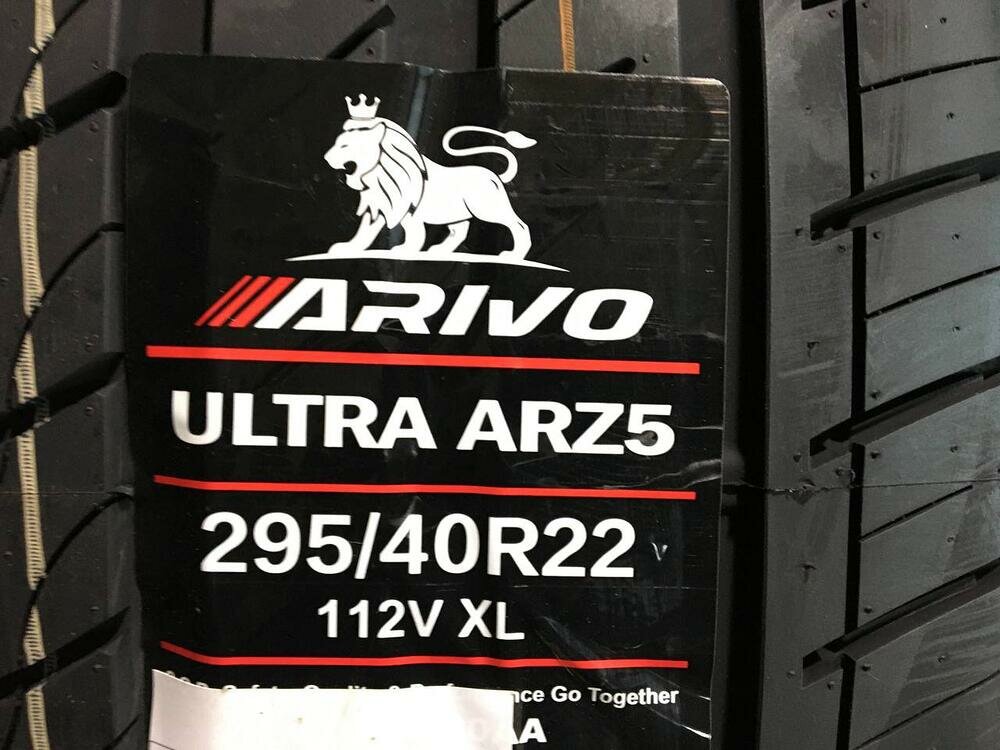 ARIVO
ULTRA ARZ5
295/40R22
112V XL
Go Together